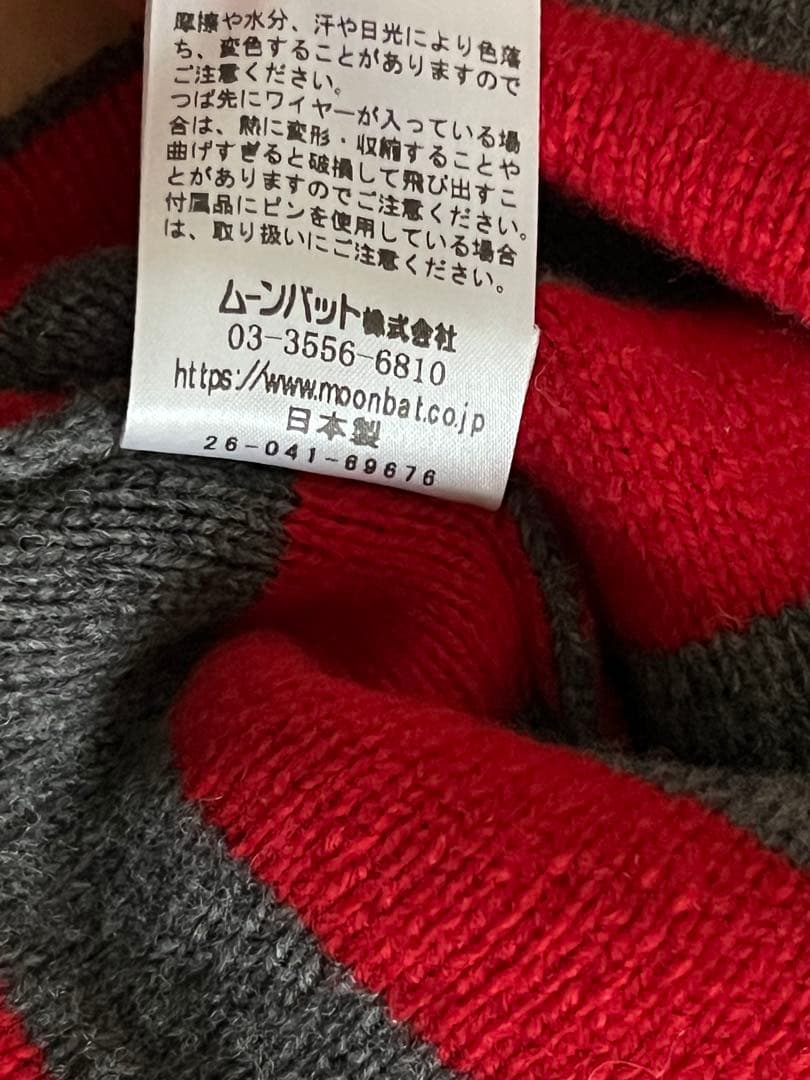 摩擦や水分、汗や日光により色落
ち、変色することがありますので
ご注意ください。
つば先にワイヤーが入っている場
合は、熱に変形・収縮することや
曲げすぎると破損して飛び出すこ
とがありますのでご注意ください。
付属品にピンを使用している場合
は、取り扱いにご注意ください。
ムーンバット株式会社
03-3556-6810
https://www.moonbat.co.jp
日本製
26-041-69676